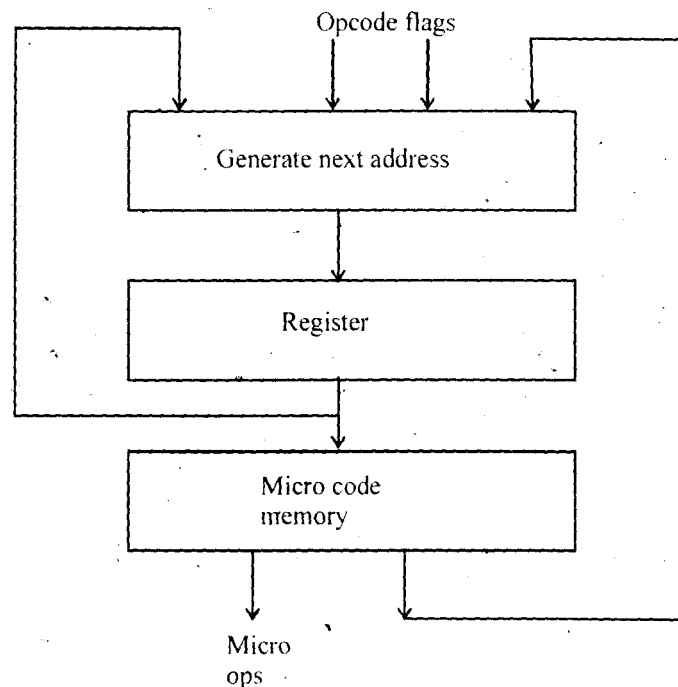 Opcode flags
Generate next address
Register
Micro code
memory
Micro
ops